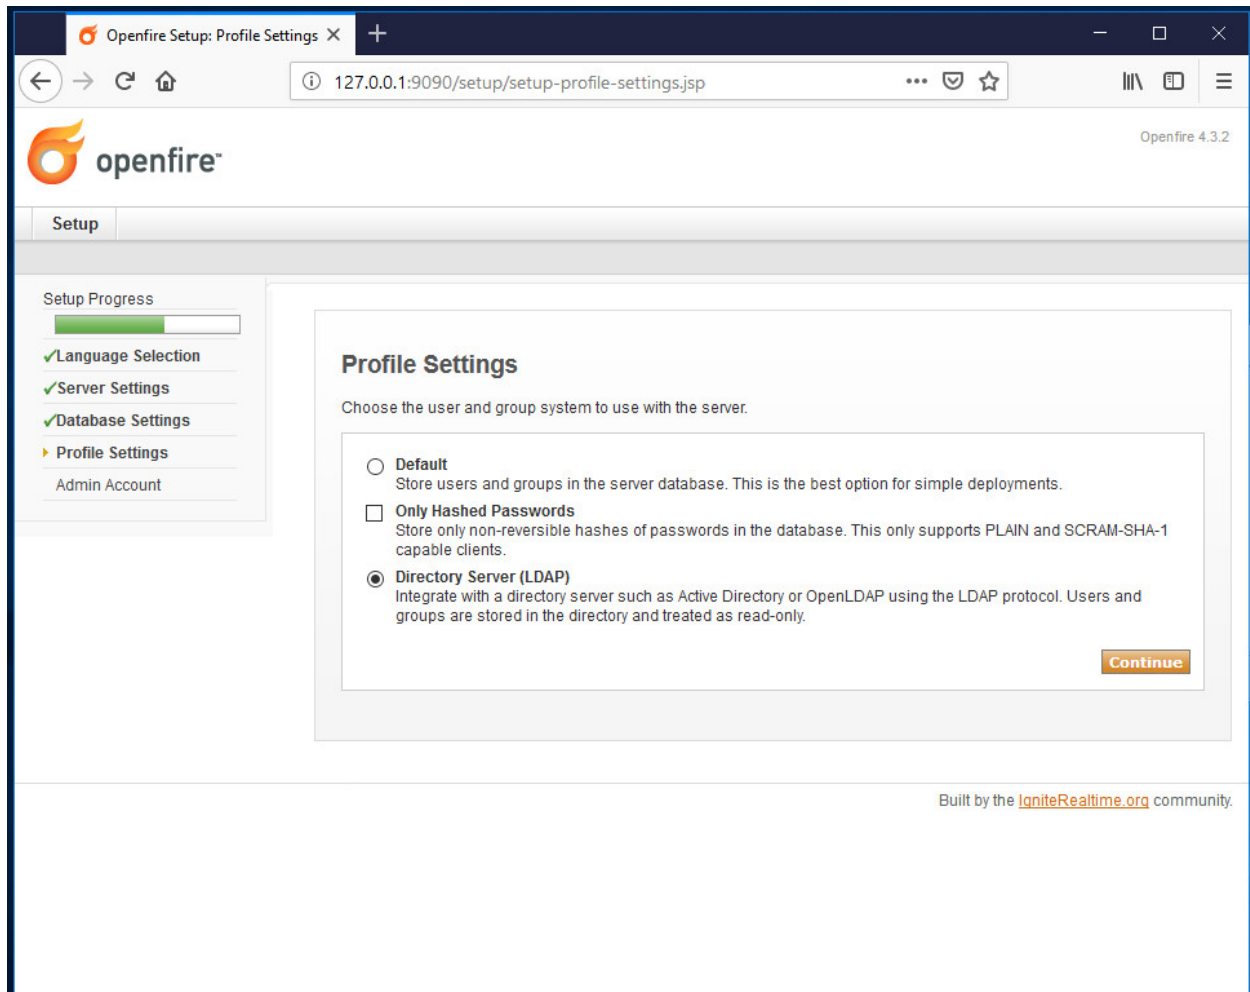 Openfire Setup: Profile Settings
127.0.0.1:9090/setup/setup-profile-settings.jsp
openfire™
Openfire 4.3.2
Setup
Setup Progress
Language Selection
Server Settings
Database Settings
Profile Settings
Admin Account
Profile Settings
Choose the user and group system to use with the server.
Default
Store users and groups in the server database. This is the best option for simple deployments.
Only Hashed Passwords
Store only non-reversible hashes of passwords in the database. This only supports PLAIN and SCRAM-SHA-1
capable clients.
Directory Server (LDAP)
Integrate with a directory server such as Active Directory or OpenLDAP using the LDAP protocol. Users and
groups are stored in the directory and treated as read-only.
Continue
Built by the IgniteRealtime.org community.